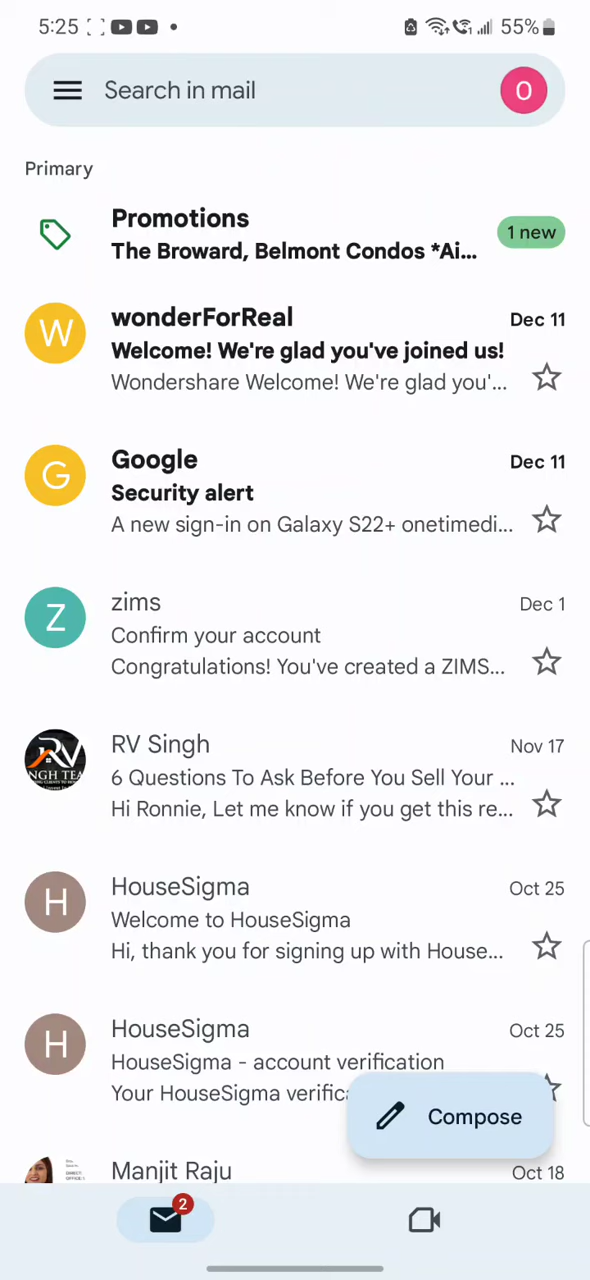 5:25
55%
Search in mail
O
Primary
Promotions
1 new
The Broward, Belmont Condos *Ai...
W
wonderForReal
Dec 11
Welcome! We're glad you've joined us!
Wondershare Welcome! We're glad you'...
G
Google
Dec 11
Security alert
A new sign-in on Galaxy S22+ onetimedi...
Z
zims
Dec 1
Confirm your account
Congratulations! You've created a ZIMS...
RV
NGH TEA
RV Singh
Nov 17
6 Questions To Ask Before You Sell Your ...
Hi Ronnie, Let me know if you get this re...
H
HouseSigma
Oct 25
Welcome to HouseSigma
Hi, thank you for signing up with House...
H
HouseSigma
Oct 25
HouseSigma - account verification
Your HouseSigma verific
Compose
Manjit Raju
Oct 18
2